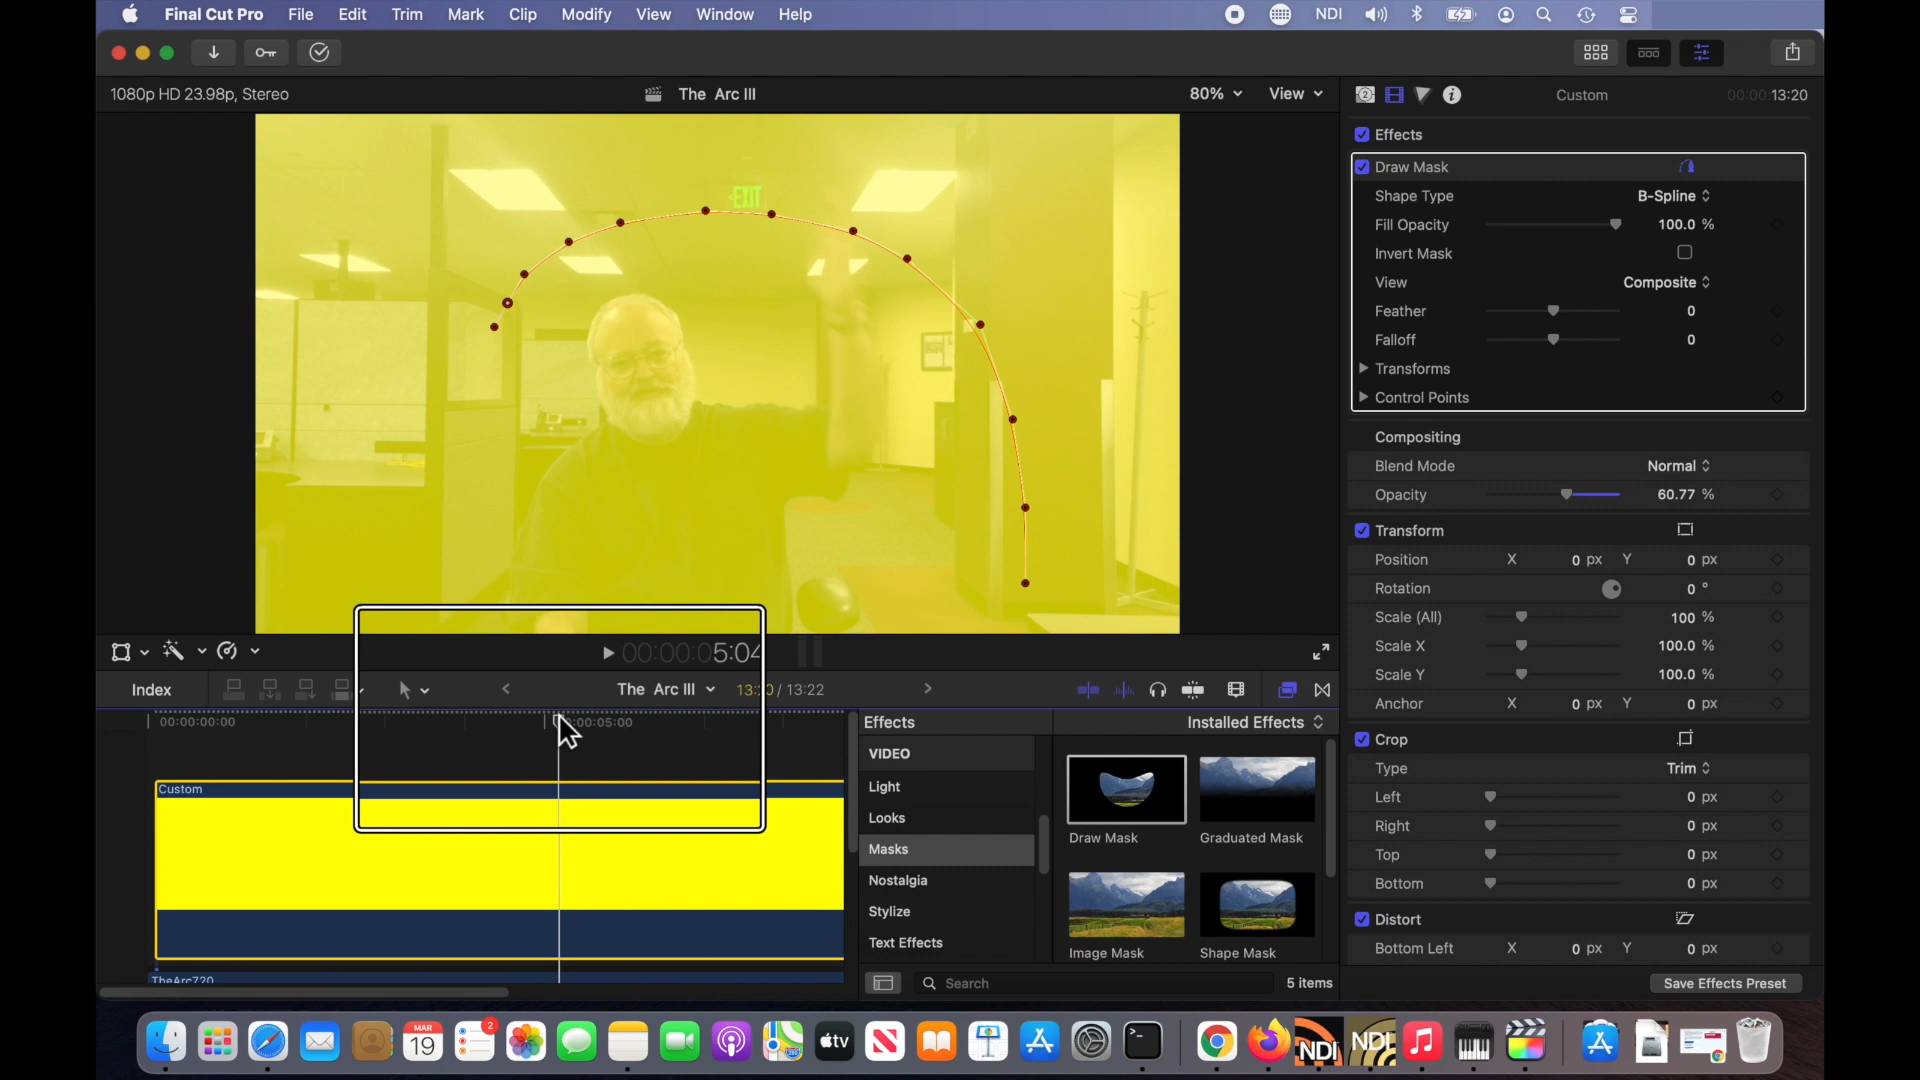 Final Cut Pro File Edit Trim Mark Clip Modify View Window Help NDI
1080p HD 23.98p, Stereo The Arc III 80% View Custom 00:00:13:20
Effects
Draw Mask
Shape Type B-Spline
Fill Opacity 100.0 %
Invert Mask
View Composite
Feather 0
Falloff 0
Transforms
Control Points
Compositing
Blend Mode Normal
Opacity 60.77 %
Transform
Position X 0 px Y 0 px
Rotation 0 °
Scale (All) 100 %
Scale X 100.0 %
Scale Y 100.0 %
Anchor X 0 px Y 0 px
Crop
Type Trim
Left 0 px
Right 0 px
Top 0 px
Bottom 0 px
Distort
Bottom Left X 0 px Y 0 px
Save Effects Preset
EXIT
00:00:05:04
Index The Arc III / 13:22
00:00:00:00 :00:05:00
Custom
TheArc720
Effects Installed Effects
VIDEO
Light
Looks
Masks
Nostalgia
Stylize
Text Effects
Draw Mask Graduated Mask
Image Mask Shape Mask
Search 5 items
MAR
19
2
tv
NDI
NDI